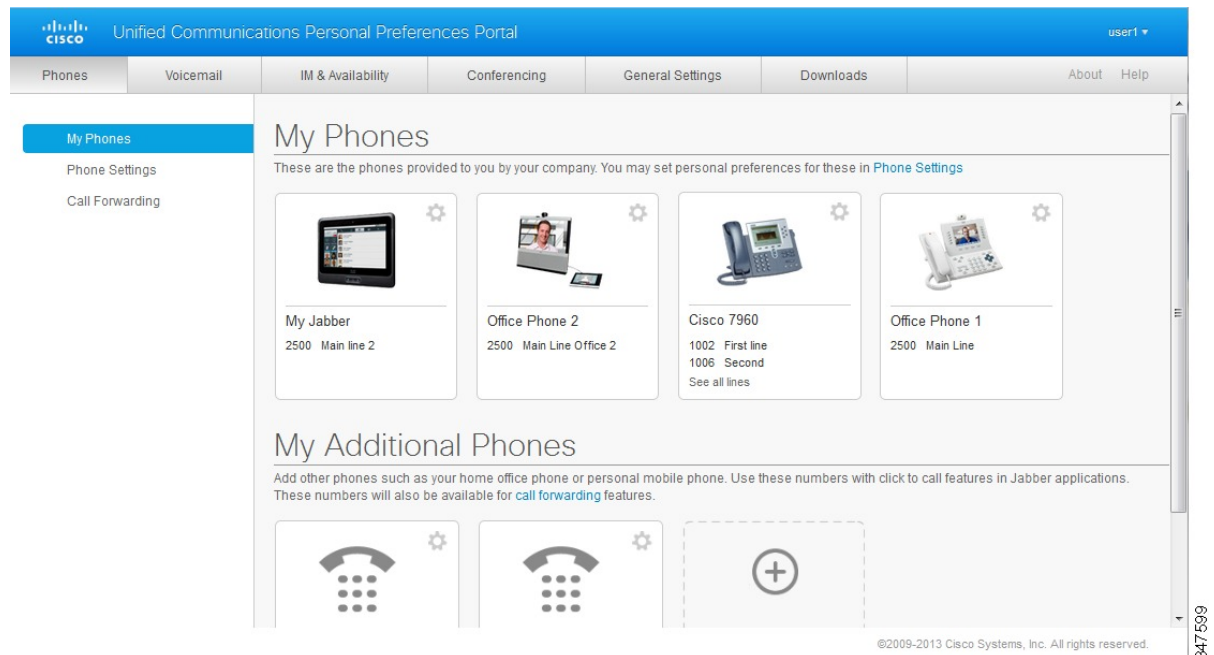 CISCO
Unified Communications Personal Preferences Portal
user1
Phones
Voicemail
IM & Availability
Conferencing
General Settings
Downloads
About
Help
My Phones
Phone Settings
Call Forwarding
My Phones
These are the phones provided to you by your company. You may set personal preferences for these in Phone Settings
My Jabber
2500 Main line 2
Office Phone 2
2500 Main Line Office 2
Cisco 7960
1002 First line
1006 Second
See all lines
Office Phone 1
2500 Main Line
My Additional Phones
Add other phones such as your home office phone or personal mobile phone. Use these numbers with click to call features in Jabber applications.
These numbers will also be available for call forwarding features.
©2009-2013 Cisco Systems, Inc. All rights reserved.
347599